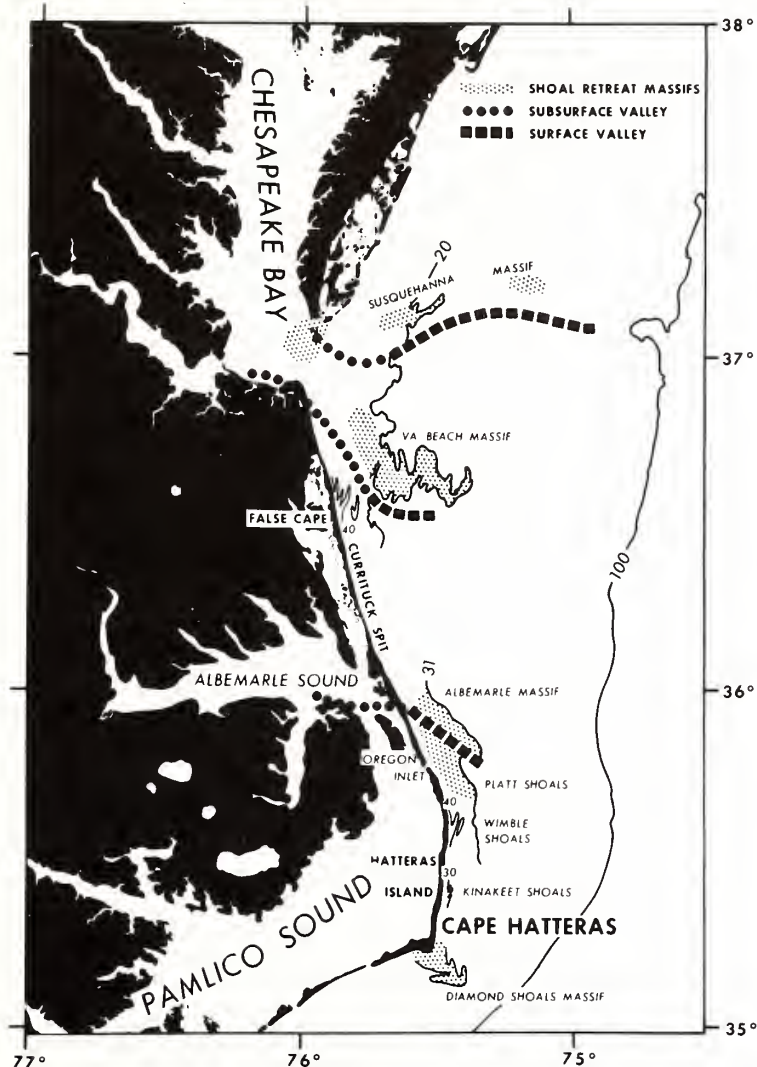 38°
CHESAPEAKE BAY
SHOAL RETREAT MASSIFS
SUBSURFACE VALLEY
SURFACE VALLEY
20
MASSIF
SUSQUEHANNA
37°
VA BEACH MASSIF
FALSE CAPE
40
CURRITUCK SPIT
100
31
36°
ALBEMARLE SOUND
ALBEMARLE MASSIF
OREGON
INLET
PLATT SHOALS
40
WIMBLE
SHOALS
HATTERAS
ISLAND
30
KINAKEET SHOALS
PAMLICO SOUND
CAPE HATTERAS
DIAMOND SHOALS MASSIF
35°
77°
76°
75°